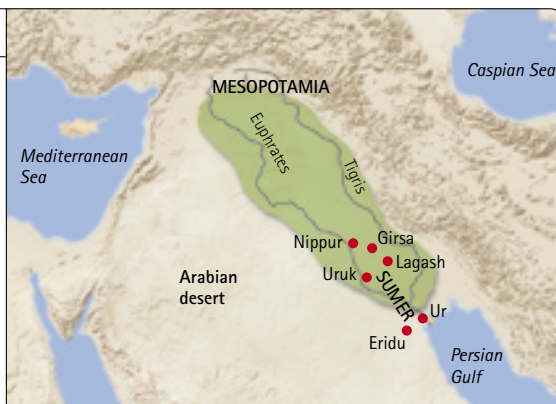 Caspian Sea
MESOPOTAMIA
Euphrates
Mediterranean
Sea
Tigris
Nippur
Girsa
Lagash
Uruk
SUMER
Arabian
desert
Ur
Eridu
Persian
Gulf